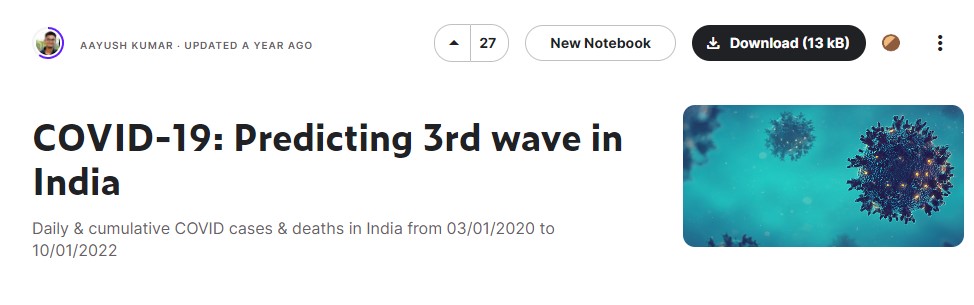 AAYUSH KUMAR · UPDATED A YEAR AGO
27
New Notebook
Download (13 kB)
COVID-19: Predicting 3rd wave in
India
Daily & cumulative COVID cases & deaths in India from 03/01/2020 to
10/01/2022